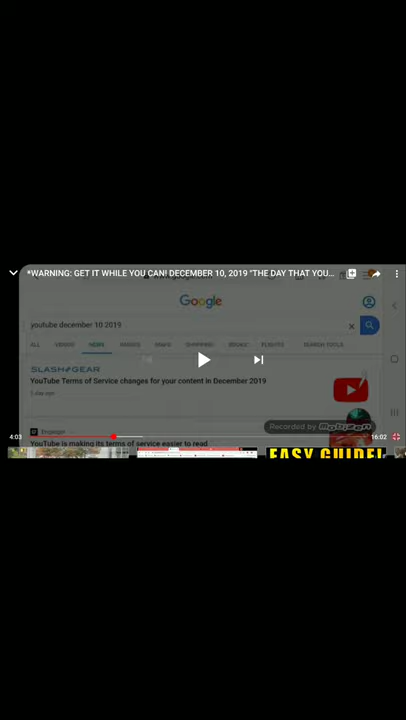 *WARNING: GET IT WHILE YOU CAN! DECEMBER 10, 2019 "THE DAY THAT YOU...
Google
youtube december 10 2019
ALL VIDEOS NEWS IMAGES MAPS SHOPPING BOOKS FLIGHTS SEARCH TOOLS
SLASHGEAR
YouTube Terms of Service changes for your content in December 2019
Recorded by Mobizen
Engadget
4:03
16:02
YouTube is making its terms of service easier to read
EASY GUIDE!